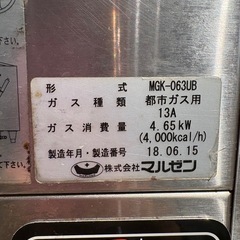 形式 MGK-063UB
ガス種類 都市ガス用
13A
ガス消費量 4.65kW
(4,000kcal/h)
製造年月・製造番号 18.06.15
株式会社マルゼン